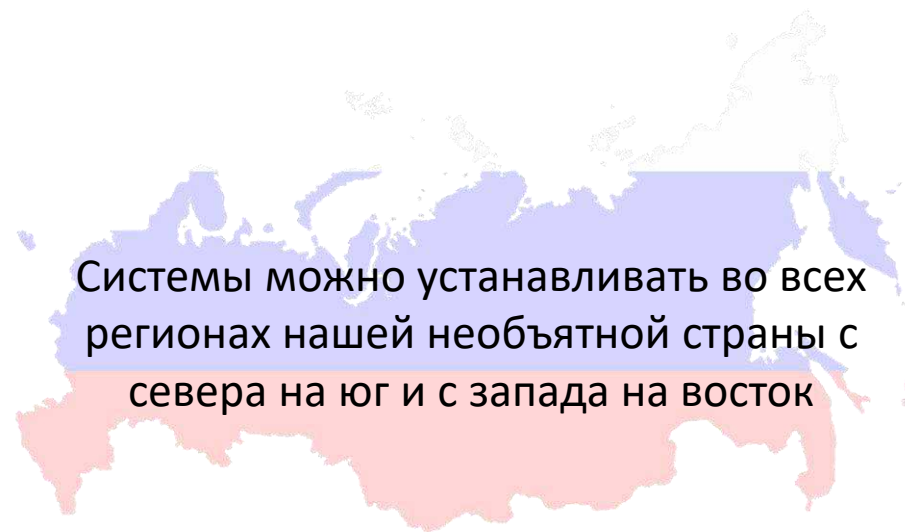 Системы можно устанавливать во всех
регионах нашей необъятной страны с
севера на юг и с запада на восток